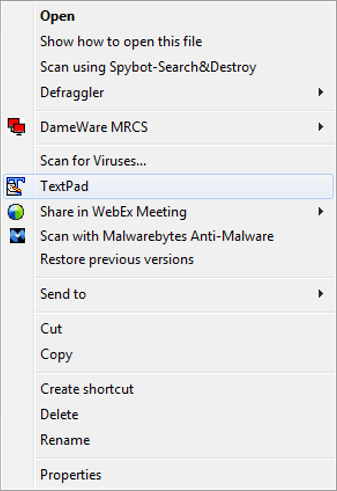 Open
Show how to open this file
Scan using Spybot-Search&Destroy
Defraggler
DameWare MRCS
Scan for Viruses...
TextPad
Share in WebEx Meeting
Scan with Malwarebytes Anti-Malware
Restore previous versions
Send to
Cut
Copy
Create shortcut
Delete
Rename
Properties